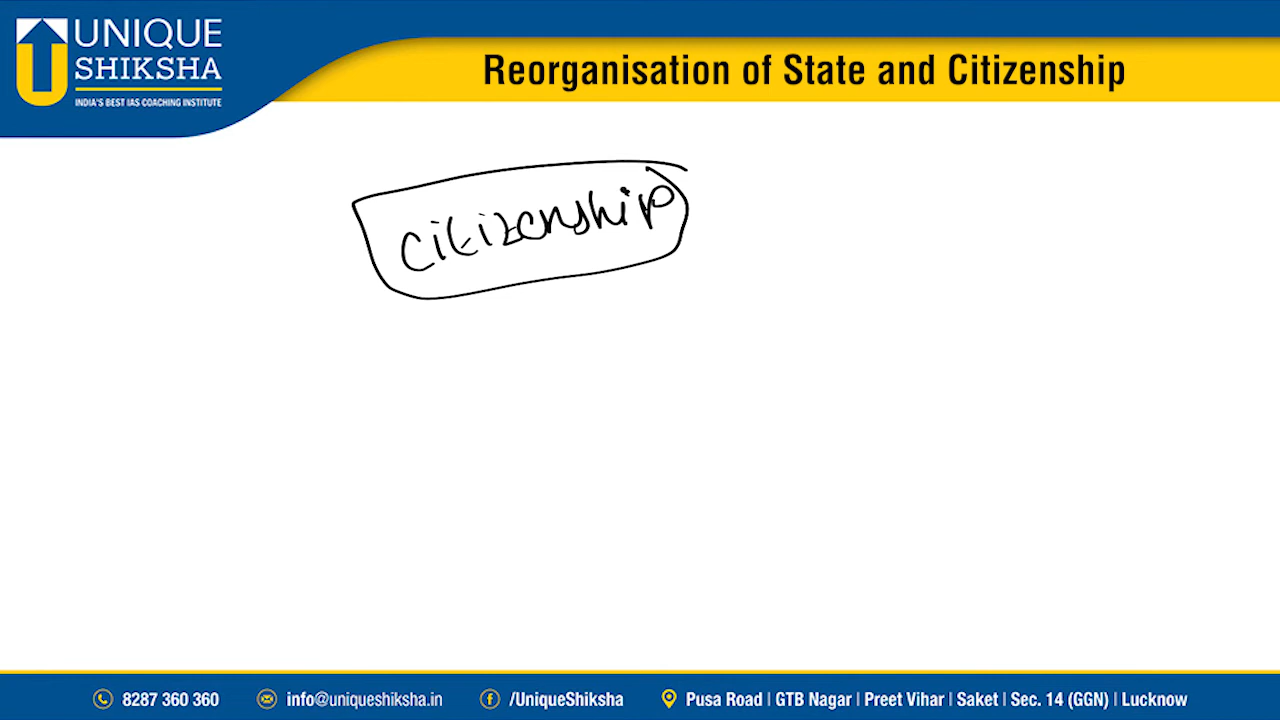 UNIQUE
SHIKSHA
INDIA'S BEST IAS COACHING INSTITUTE
Reorganisation of State and Citizenship
Citizenship
8287 360 360
info@uniqueshiksha.in
/UniqueShiksha
Pusa Road | GTB Nagar | Preet Vihar | Saket | Sec. 14 (GGN) | Lucknow